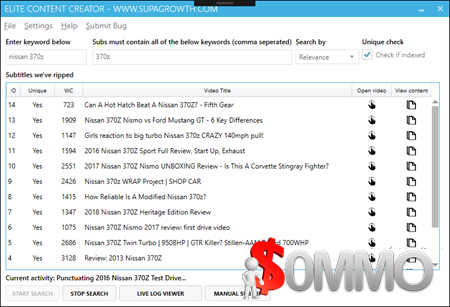 ELITE CONTENT CREATOR - WWW.SUPAGROWTH.COM
File Settings Help Submit Bug
Enter keyword below Subs must contain all of the below keywords (comma seperated) Search by Unique check
nissan 370z 370z Relevance Check if indexed
Subtitles we've ripped
ID Unique WC Video Title Open video View content
14 Yes 723 Can A Hot Hatch Beat A Nissan 370Z? - Fifth Gear
13 Yes 1909 Nissan 370Z Nismo vs Ford Mustang GT - 6 Key Differences
12 Yes 1147 Girls reaction to big turbo Nissan 370z CRAZY 140mph pull!
11 Yes 1594 2016 Nissan 370Z Sport Full Review, Start Up, Exhaust
10 Yes 2551 2017 Nissan 370Z Nismo UNBOXING Review - Is This A Corvette Stingray Fighter?
9 Yes 2426 Nissan 370z WRAP Project | SHOP CAR
8 Yes 1415 How Reliable Is A Modified Nissan 370z?
7 Yes 1347 2018 Nissan 370Z Heritage Edition Review
6 Yes 1050 Nissan 370Z Nismo 2017 review: first drive video
5 Yes 2686 Nissan 370Z Twin Turbo | 950BHP | GTR Killer? Stillen-AAM 700WHP
4 Yes 3128 Review: 2013 Nissan 370Z
Current activity: Punctuating 2016 Nissan 370Z Test Drive...
START SEARCH STOP SEARCH LIVE LOG VIEWER MANUAL
$OMMO